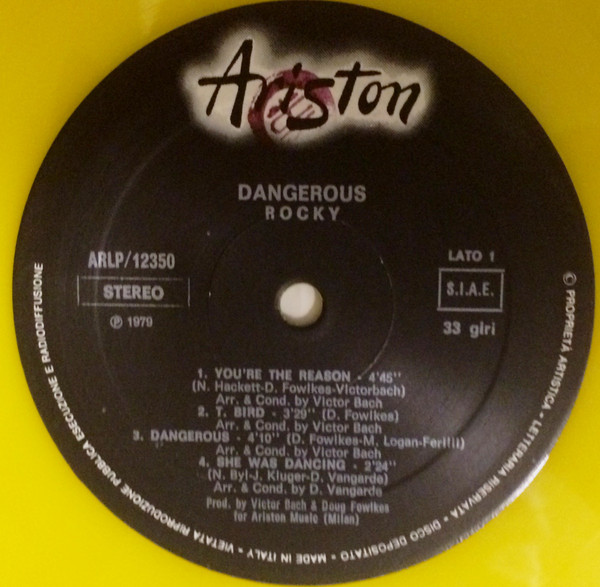 Ariston
DANGEROUS
ROCKY
ARLP/12350
STEREO
℗ 1979
LATO 1
S.I.A.E.
33 giri
1. YOU'RE THE REASON - 4'45"
(N. Hackett-D. Fowlkes-Victorbach)
Arr. & Cond. by Victor Bach
2. T. BIRD - 3'29" (D. Fowlkes)
Arr. & Cond. by Victor Bach
3. DANGEROUS - 4'10" (D. Fowlkes-M. Logan-Ferilli)
Arr. & Cond. by Victor Bach
4. SHE WAS DANCING - 2'24"
(N. Byl-J. Kluger-D. Vangarde)
Arr. & Cond. by D. Vangarde
Prod. by Victor Bach & Doug Fowlkes
for Ariston Music (Milan)
© PROPRIETÀ ARTISTICA - LETTERARIA RISERVATA - DISCO DEPOSITATO - MADE IN ITALY - VIETATA RIPRODUZIONE PUBBLICA ESECUZIONE E RADIODIFFUSIONE